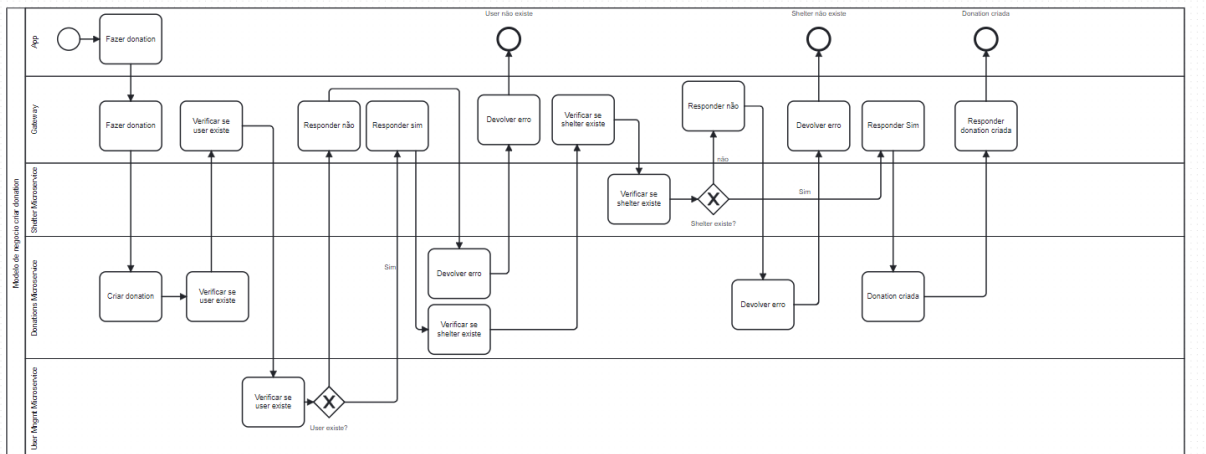 Modelo de negocio criar donation
App
Fazer donation
User não existe
Shelter não existe
Donation criada
Gateway
Fazer donation
Verificar se
user existe
Responder não
Responder sim
Devolver erro
Verificar se
shelter existe
Responder não
Devolver erro
Responder Sim
Responder
donation criada
Shelter Microservice
Verificar se
shelter existe
não
Sim
Shelter existe?
Donations Microservice
Criar donation
Verificar se
user existe
Sim
Devolver erro
Verificar se
shelter existe
Devolver erro
Donation criada
User Mngmt Microservice
Verificar se
user existe
User existe?